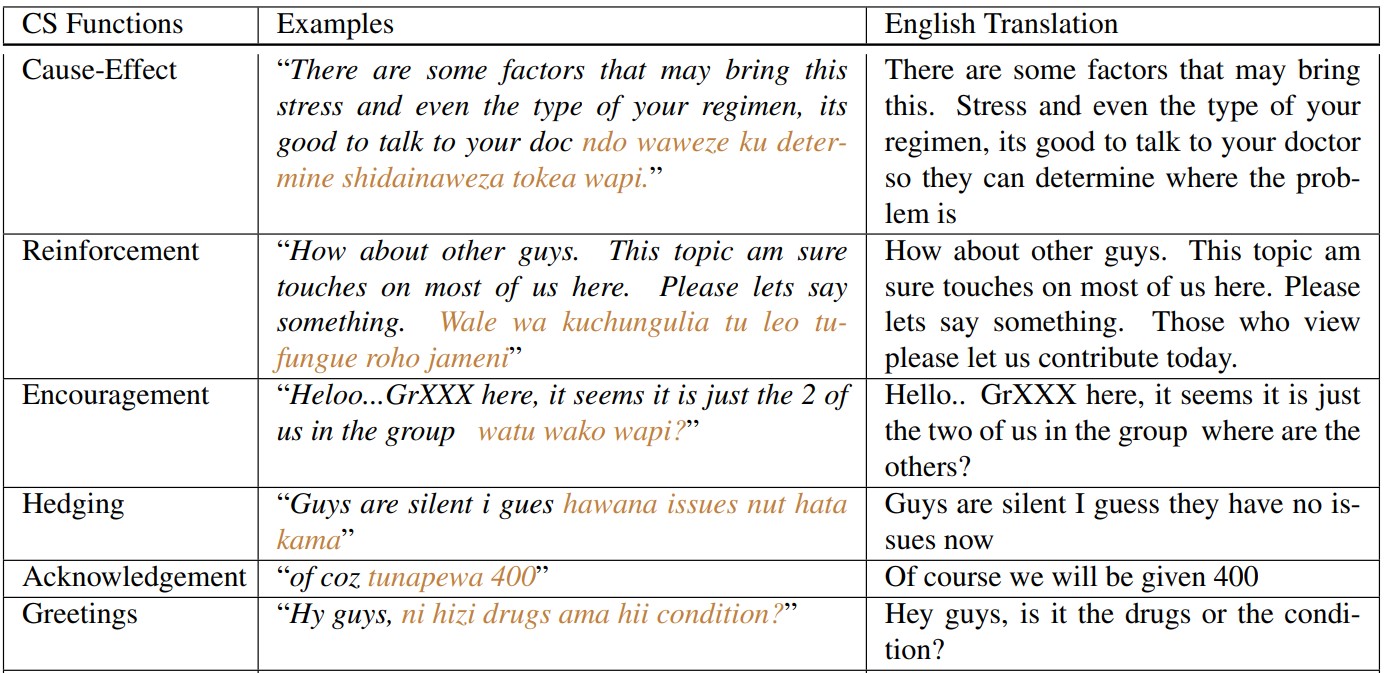 CS Functions Examples English Translation
Cause-Effect “There are some factors that may bring this There are some factors that may bring
stress and even the type of your regimen, its this. Stress and even the type of your
good to talk to your doc ndo waweze ku deter- regimen, its good to talk to your doctor
mine shidainaweza tokea wapi.” so they can determine where the prob-
lem is
Reinforcement “How about other guys. This topic am sure How about other guys. This topic am
touches on most of us here. Please lets say sure touches on most of us here. Please
something. Wale wa kuchungulia tu leo tu- lets say something. Those who view
fungue roho jameni” please let us contribute today.
Encouragement “Heloo...GrXXX here, it seems it is just the 2 of Hello.. GrXXX here, it seems it is just
us in the group watu wako wapi?” the two of us in the group where are the
others?
Hedging “Guys are silent i gues hawana issues nut hata Guys are silent I guess they have no is-
kama” sues now
Acknowledgement “of coz tunapewa 400” Of course we will be given 400
Greetings “Hy guys, ni hizi drugs ama hii condition?” Hey guys, is it the drugs or the condi-
tion?